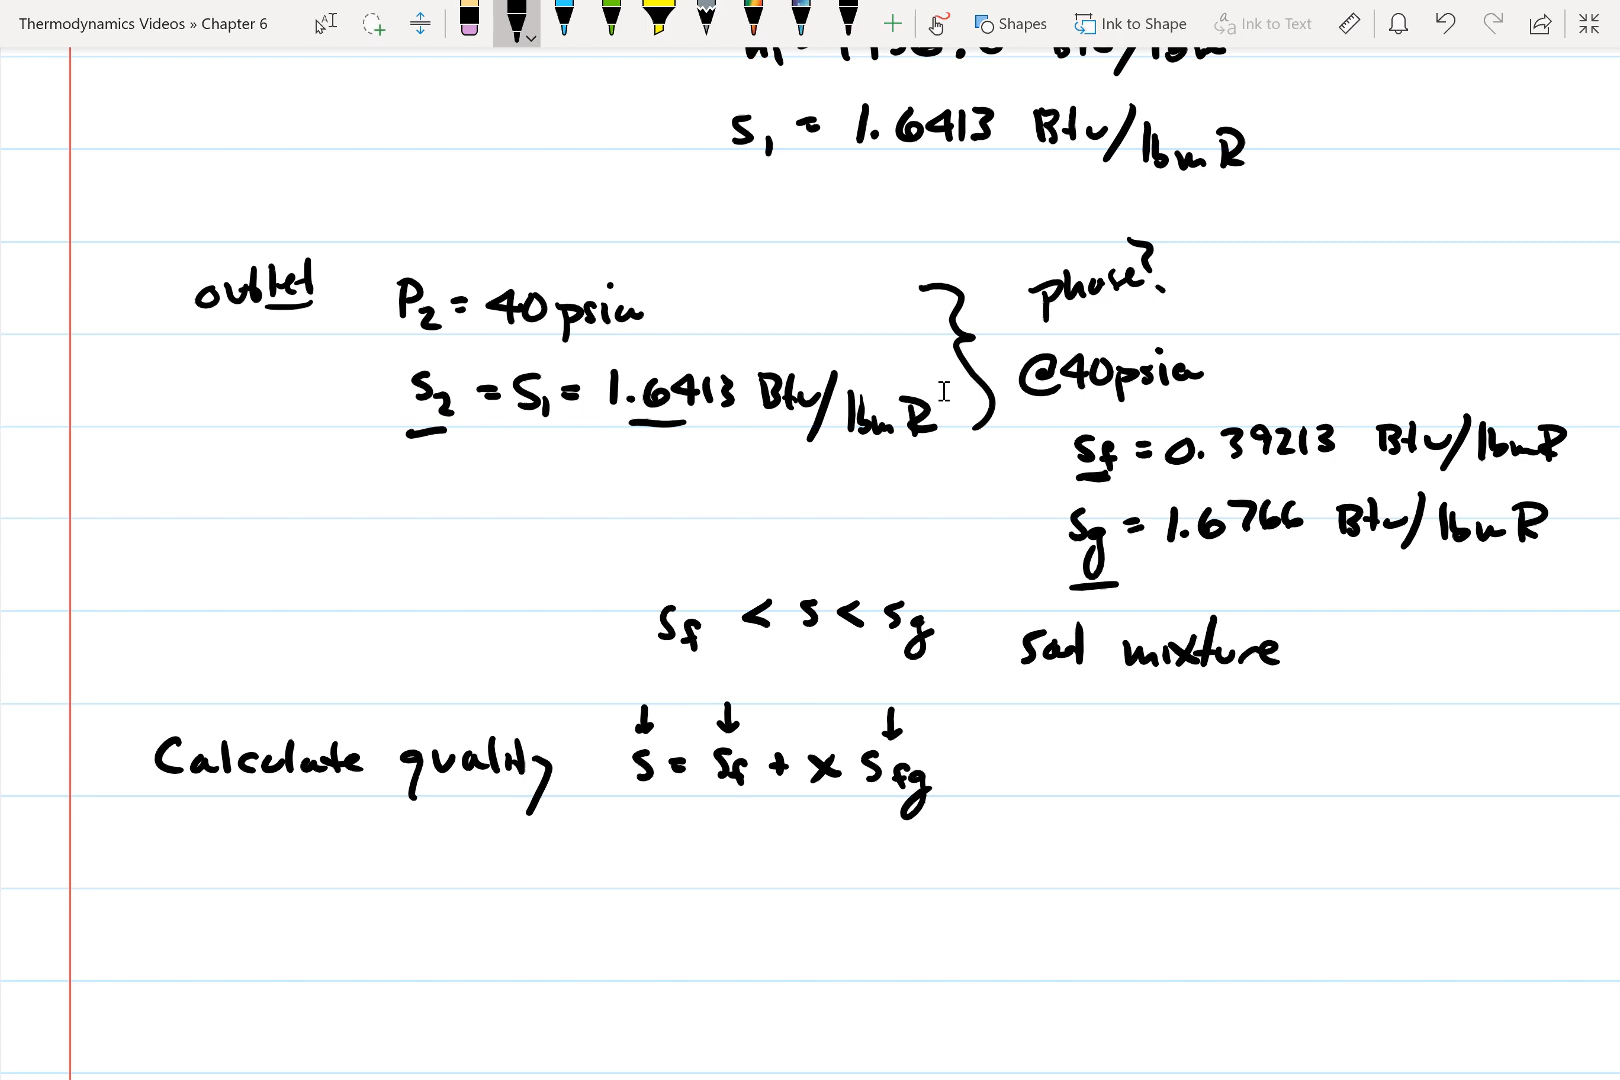 Thermodynamics Videos » Chapter 6
Shapes
Ink to Shape
Ink to Text
s₁ = 1.6413 Btu/lbm R
outlet P₂ = 40 psia
phase?
s₂ = s₁ = 1.6413 Btu/lbm R
@40psia
sf = 0.39213 Btu/lbm R
sg = 1.6766 Btu/lbm R
sf < s < sg sat mixture
Calculate quality s = sf + x sfg